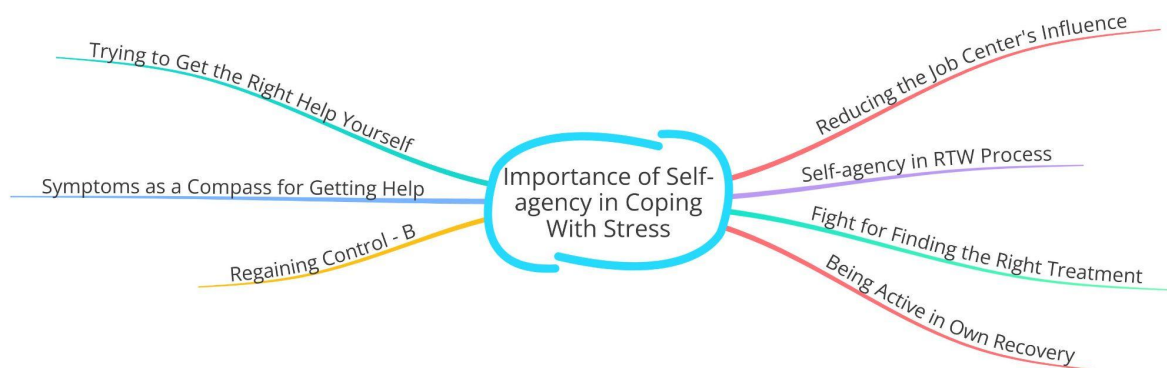 Trying to Get the Right Help Yourself
Symptoms as a Compass for Getting Help
Regaining Control - B
Importance of Self-
agency in Coping
With Stress
Reducing the Job Center's Influence
Self-agency in RTW Process
Fight for Finding the Right Treatment
Being Active in Own Recovery